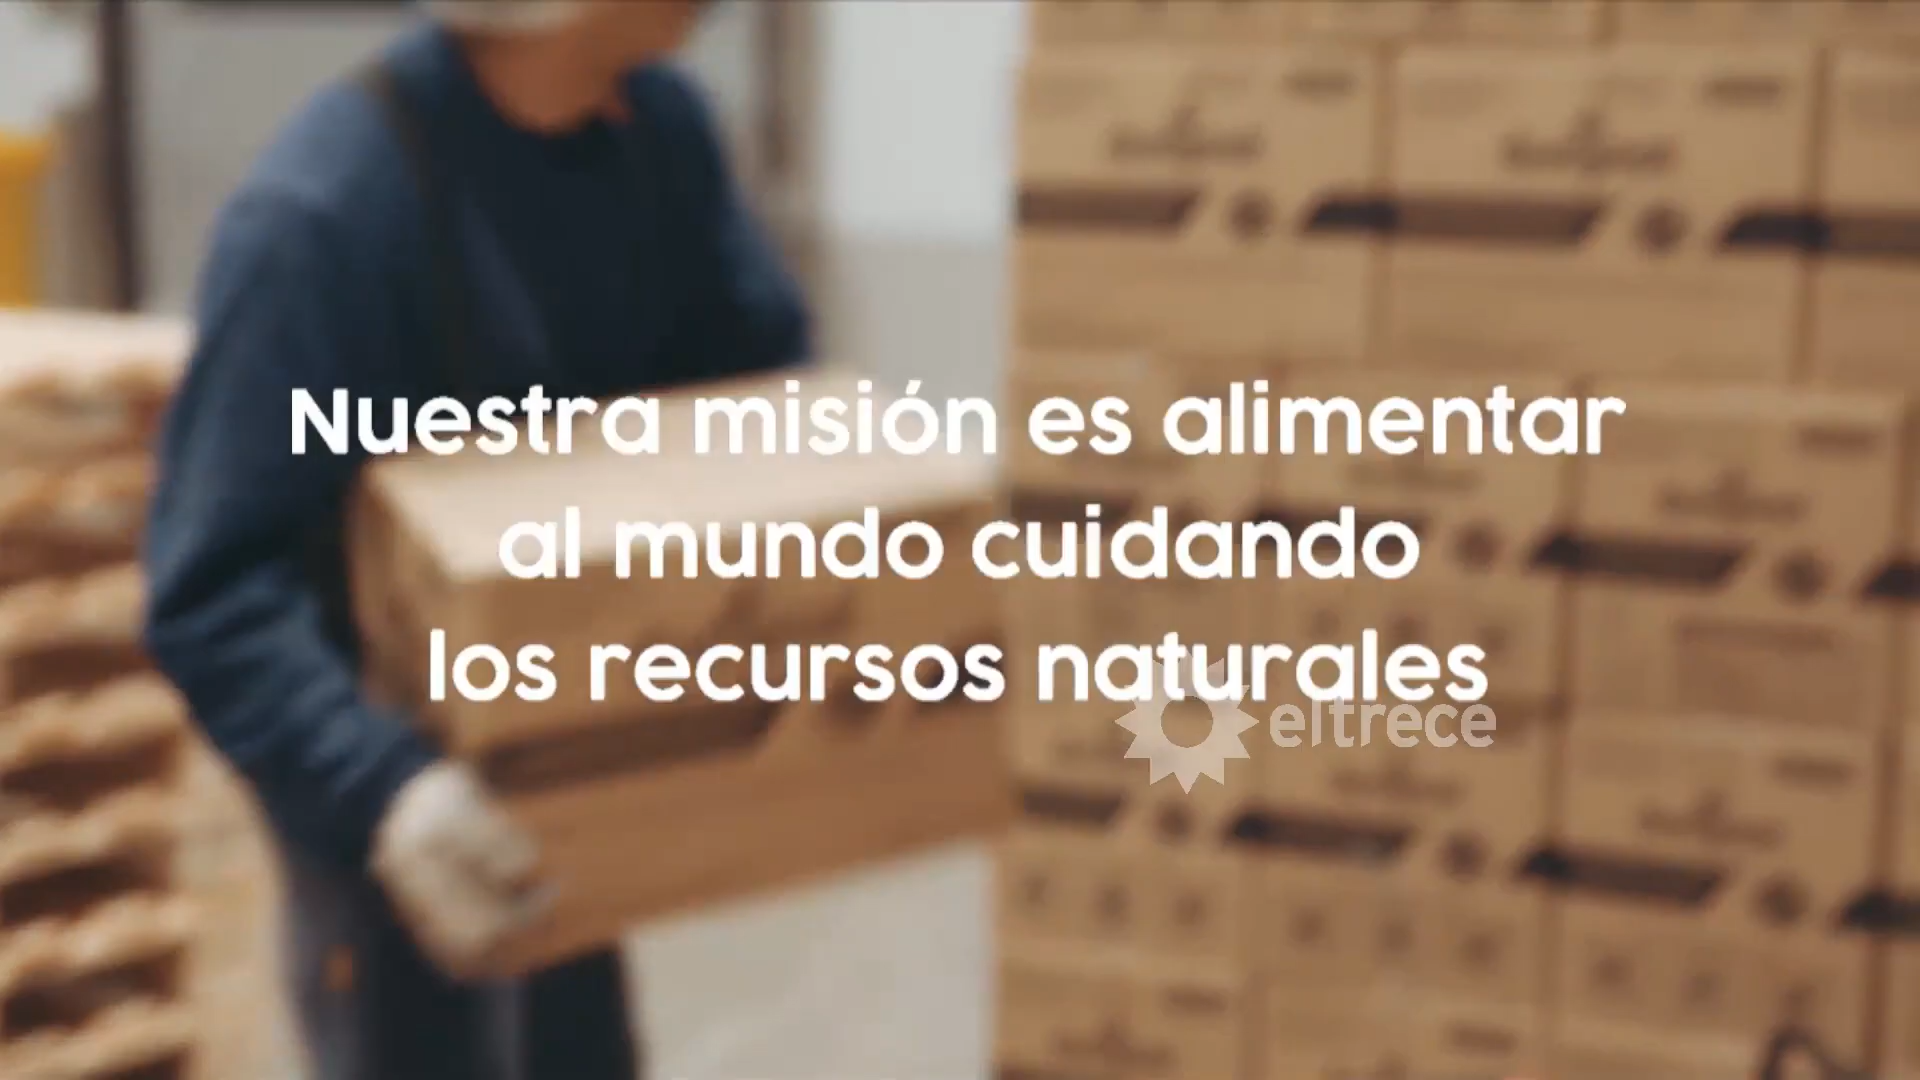 Nuestra misión es alimentar
al mundo cuidando
los recursos naturales
eltrece